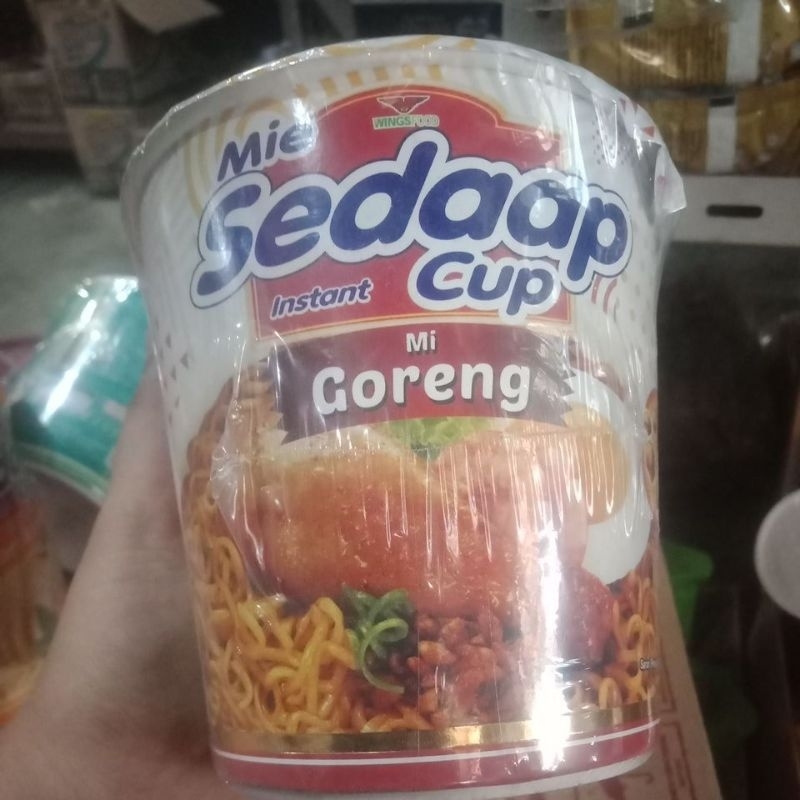 WINGSFOOD
Mie
Sedaap
Instant Cup
Mi
Goreng